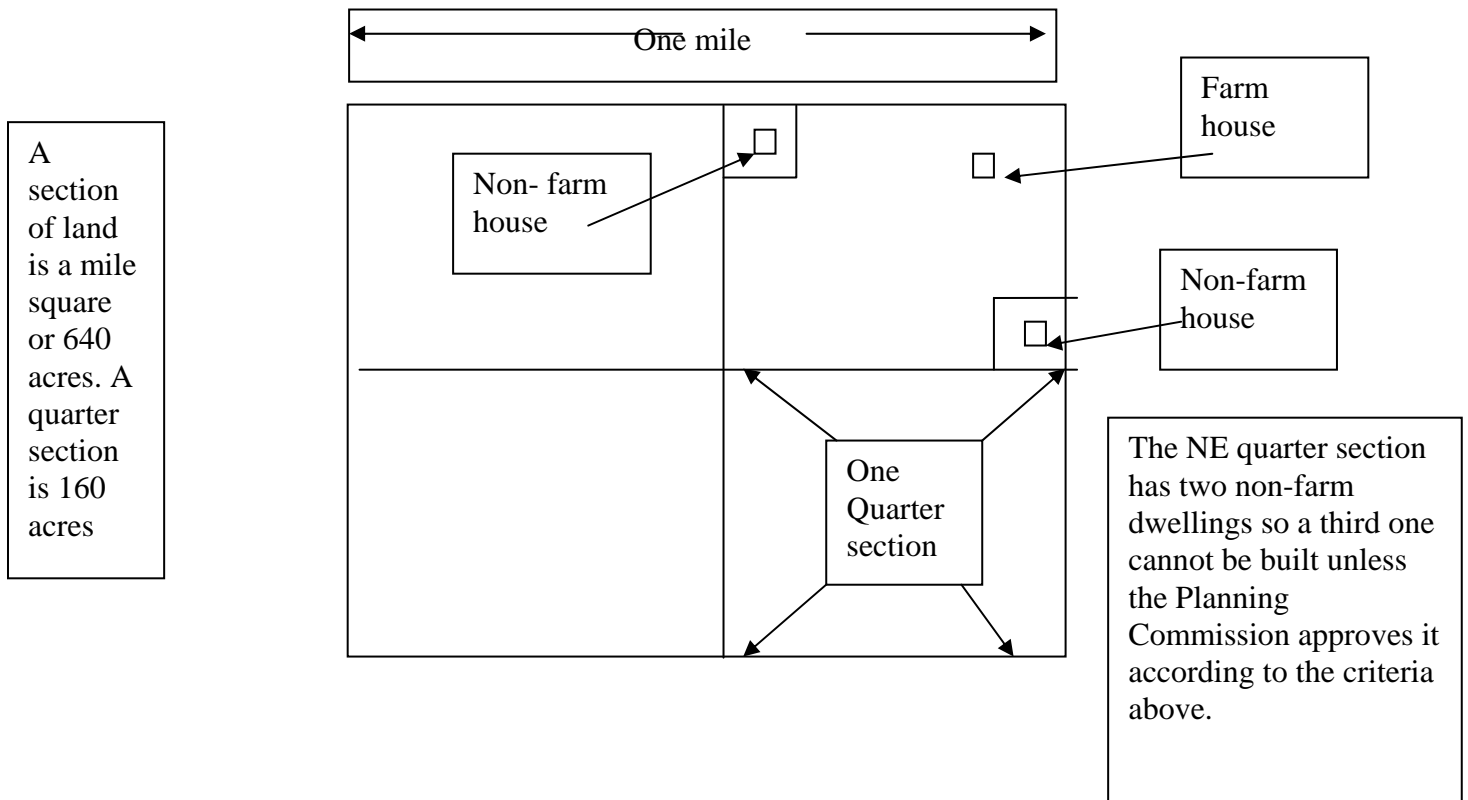 One mile
Farm
house
A
section
of land
is a mile
square
or 640
acres. A
quarter
section
is 160
acres
Non- farm
house
Non-farm
house
One
Quarter
section
The NE quarter section
has two non-farm
dwellings so a third one
cannot be built unless
the Planning
Commission approves it
according to the criteria
above.